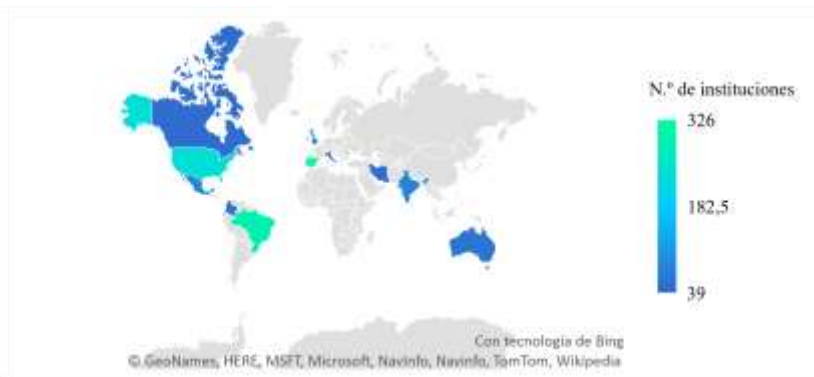 N.º de instituciones
326
182,5
39
Con tecnología de Bing
© GeoNames, HERE, MSFT, Microsoft, NavInfo, Navinfo, TomTom, Wikipedia